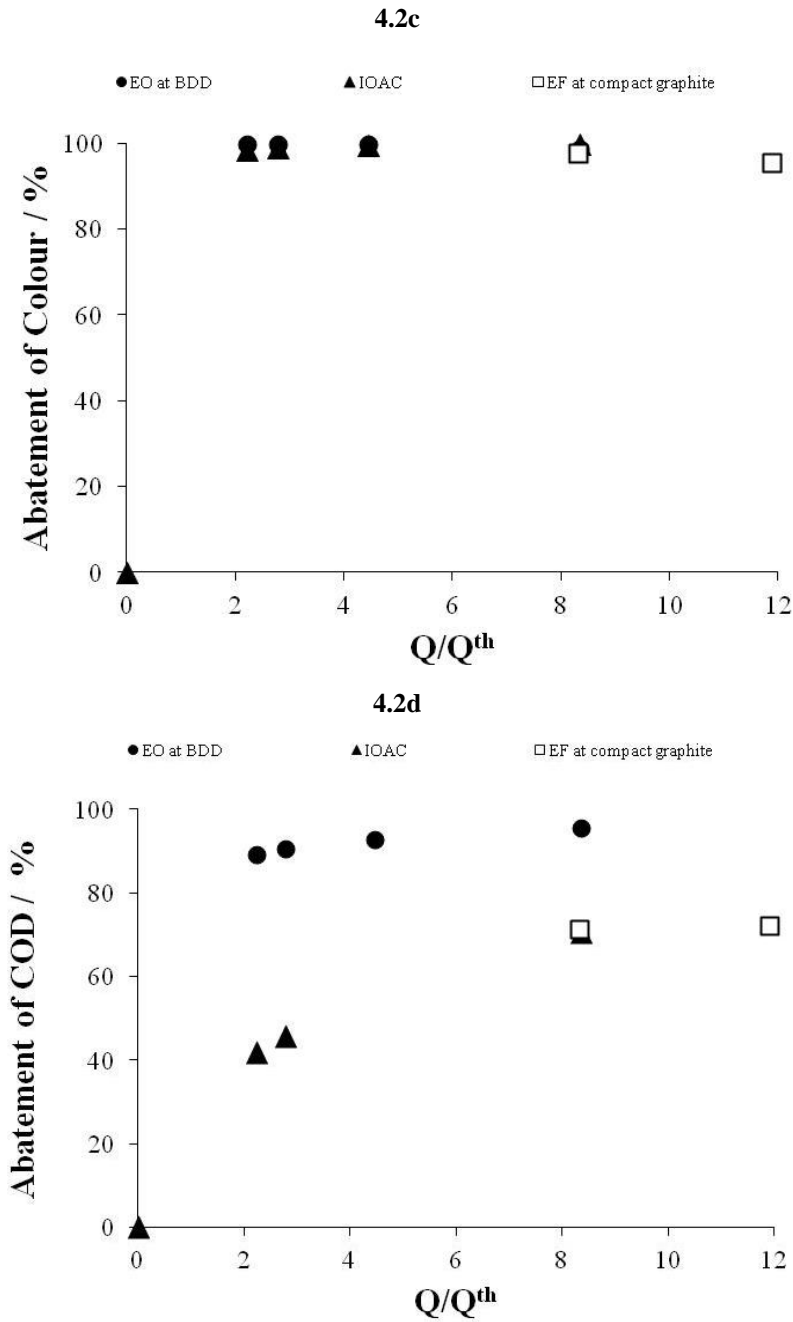 4.2c
EO at BDD IOAC EF at compact graphite
100
80
60
40
20
0
Abatement of Colour / %
0 2 4 6 8 10 12
Q/Qth
4.2d
EO at BDD IOAC EF at compact graphite
100
80
60
40
20
0
Abatement of COD / %
0 2 4 6 8 10 12
Q/Qth